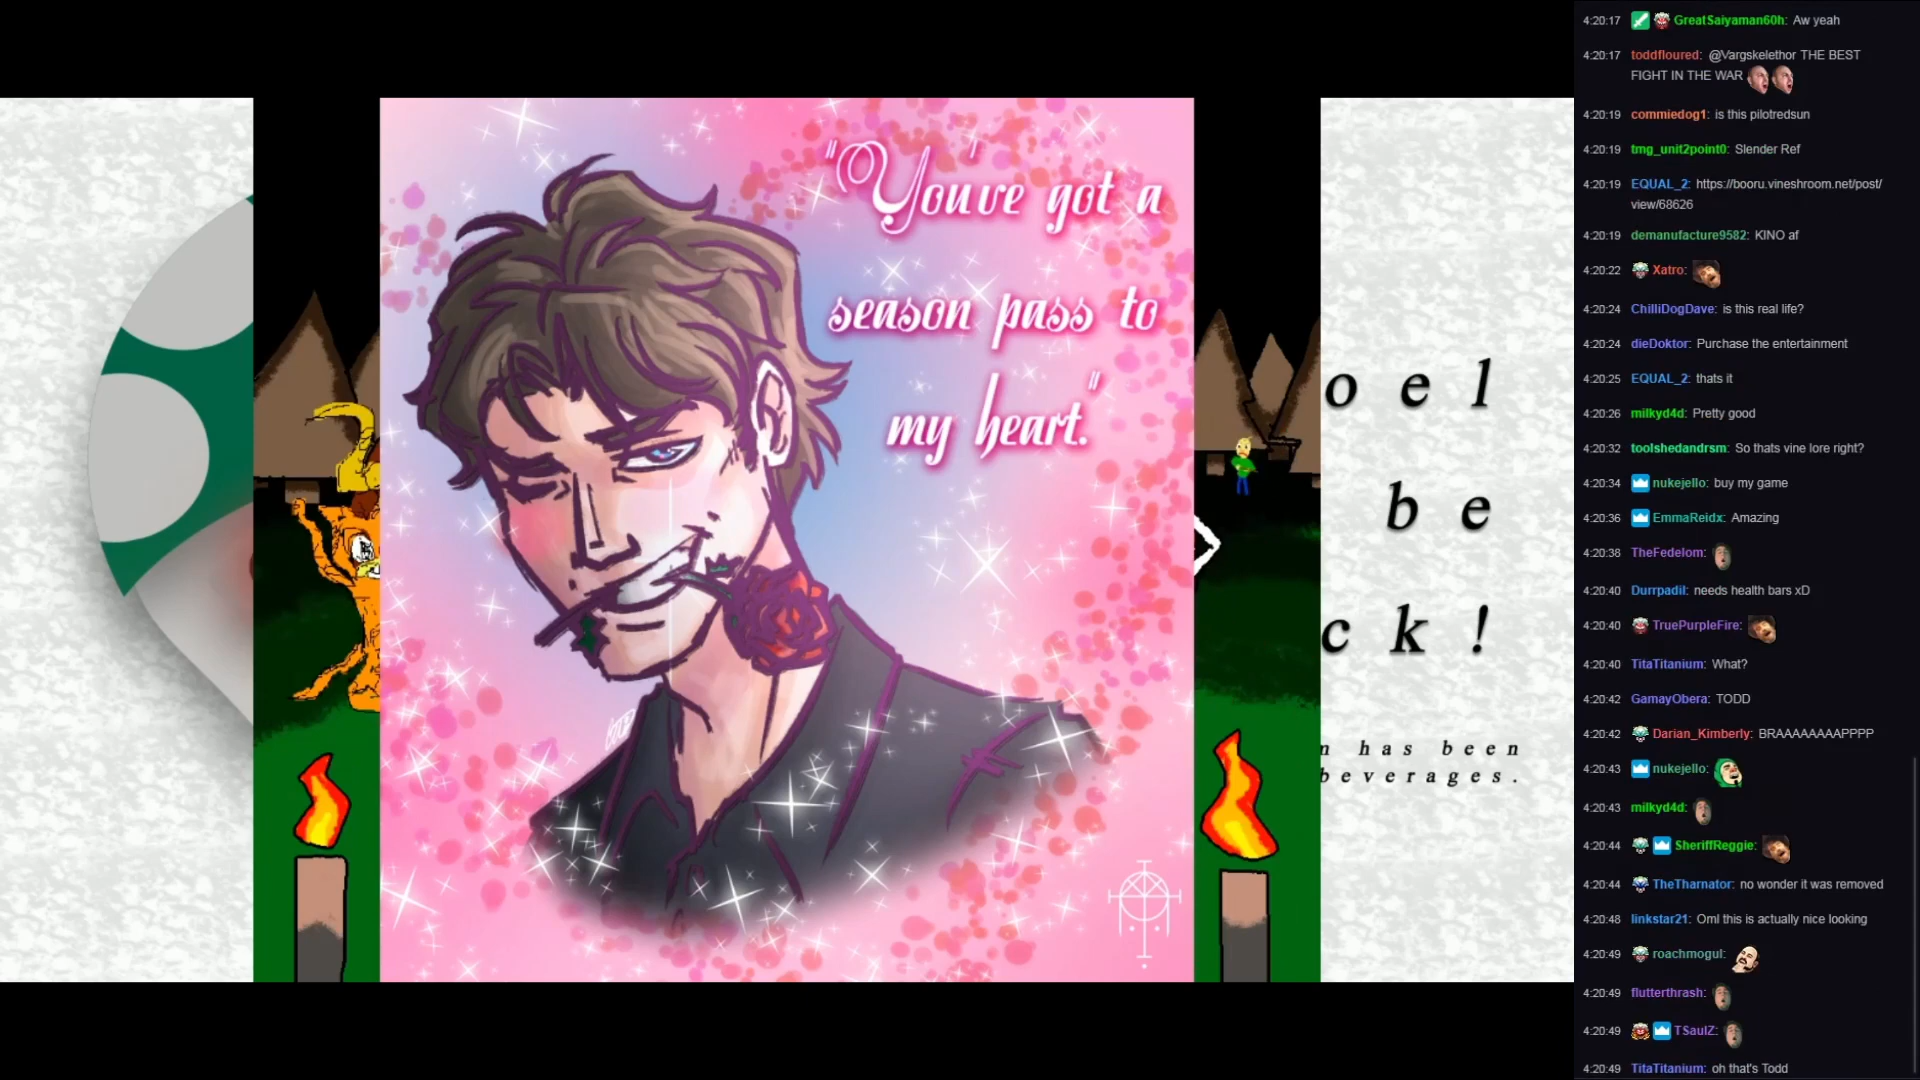 "You've got a
season pass to
my heart."
oel
be
ck!
n has been
beverages.
4:20:17 GreatSaiyaman60h: Aw yeah
4:20:17 toddfloured: @Vargskelethor THE BEST
FIGHT IN THE WAR
4:20:19 commiedog1: is this pilotredsun
4:20:19 tmg_unit2point0: Slender Ref
4:20:19 EQUAL_2: https://booru.vineshroom.net/post/
view/68626
4:20:19 demanufacture9582: KINO af
4:20:22 Xatro:
4:20:24 ChilliDogDave: is this real life?
4:20:24 dieDoktor: Purchase the entertainment
4:20:25 EQUAL_2: thats it
4:20:26 milkyd4d: Pretty good
4:20:32 toolshedandrsm: So thats vine lore right?
4:20:34 nukejello: buy my game
4:20:36 EmmaReidx: Amazing
4:20:38 TheFedelom:
4:20:40 Durrpadil: needs health bars xD
4:20:40 TruePurpleFire:
4:20:40 TitaTitanium: What?
4:20:42 GamayObera: TODD
4:20:42 Darian_Kimberly: BRAAAAAAAAPPPP
4:20:43 nukejello:
4:20:43 milkyd4d:
4:20:44 SheriffReggie:
4:20:44 TheTharnator: no wonder it was removed
4:20:48 linkstar21: Oml this is actually nice looking
4:20:49 roachmogul:
4:20:49 flutterthrash:
4:20:49 TSaulZ:
4:20:49 TitaTitanium: oh that's Todd